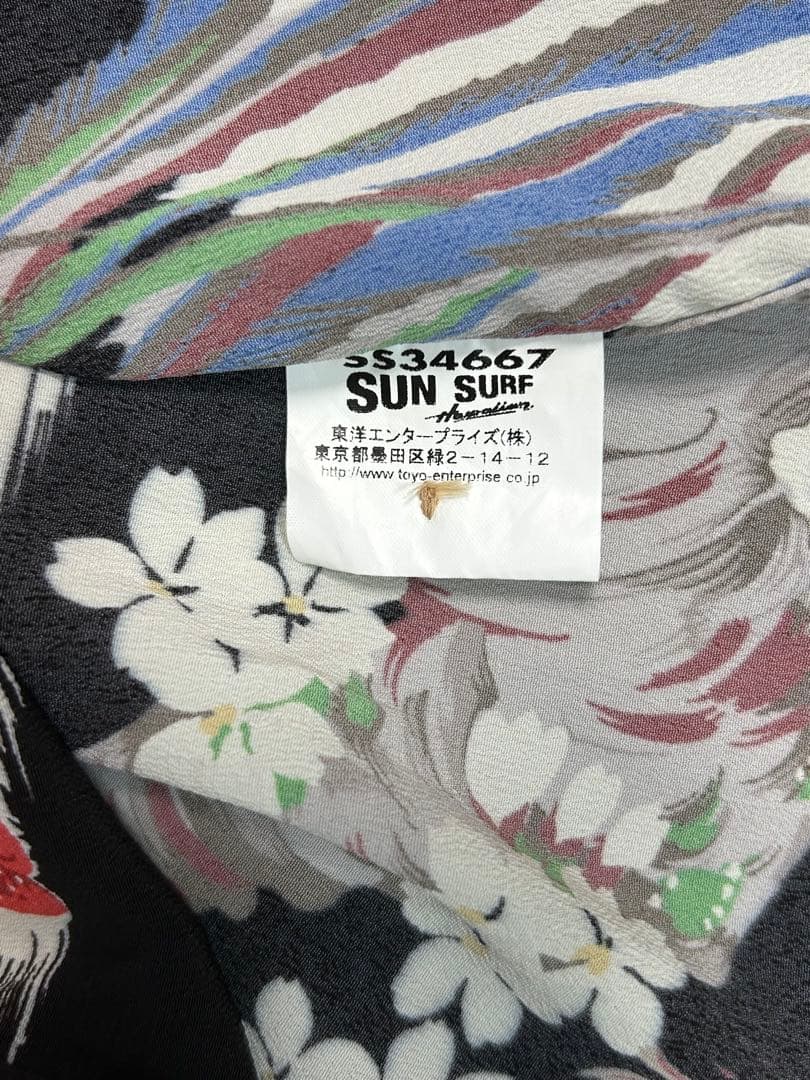 SS34667
SUN SURF
Hawaiian
東洋エンタープライズ(株)
東京都墨田区緑2-14-12
http://www toyo-enterprise co.jp